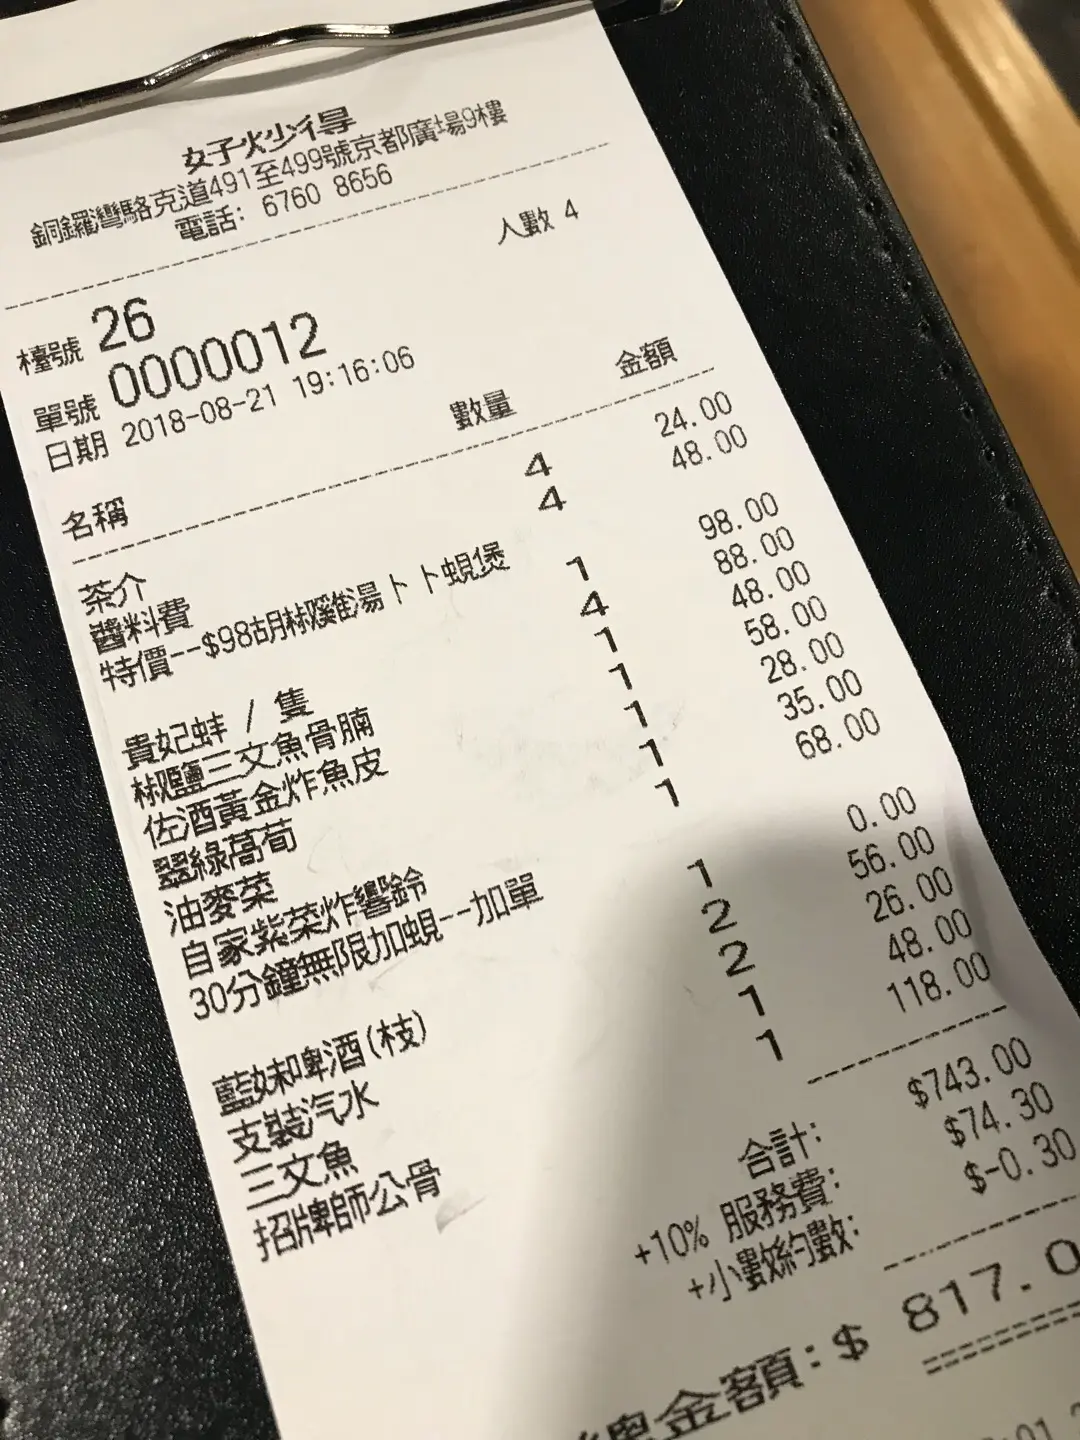 女子炒冇得
銅鑼灣駱克道491至499號京都廣場9樓
電話: 6760 8656
人數 4
檯號 26
單號 0000012
日期 2018-08-21 19:16:06
名稱 數量 金額
茶介 4 24.00
醬料費 4 48.00
特價--$98胡椒雞湯卜卜蜆煲 1 98.00
貴妃蚌 / 隻 4 88.00
椒鹽三文魚骨腩 1 48.00
佐酒黃金炸魚皮 1 58.00
翠綠萵荀 1 28.00
油麥菜 1 35.00
自家紫菜炸響鈴 1 68.00
30分鐘無限加蜆--加單 1 0.00
藍妹啤酒(枝) 2 56.00
支裝汽水 2 26.00
三文魚 1 48.00
招牌師公骨 1 118.00
合計: $743.00
+10% 服務費: $74.30
+小數約數: $-0.30
金額: $ 817.0